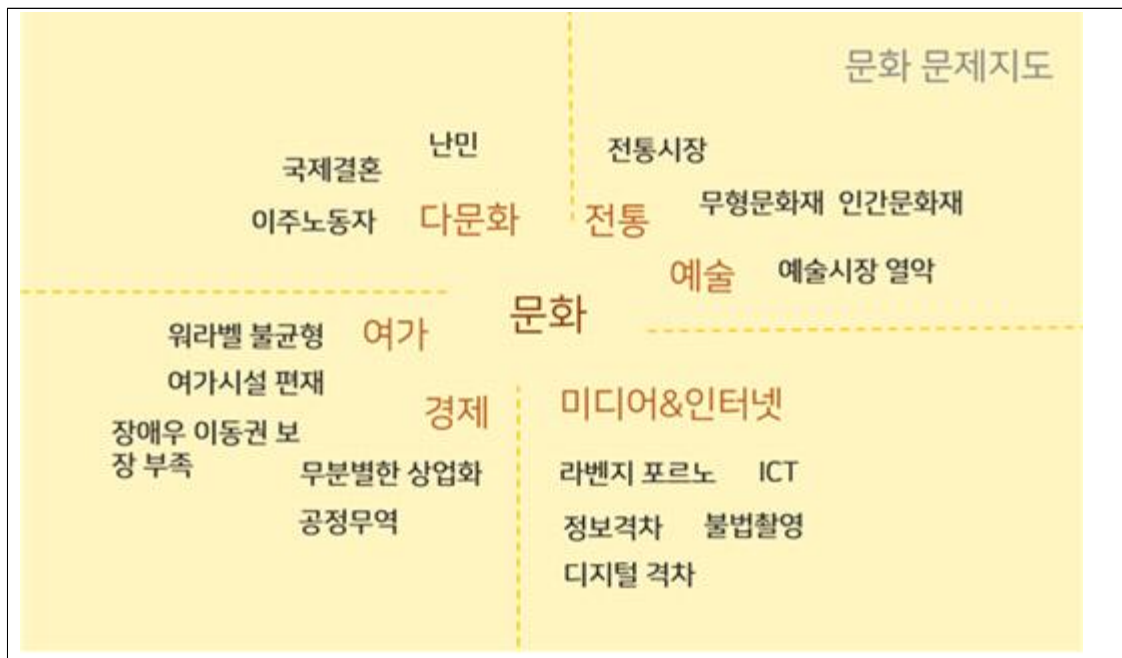 문화 문제지도
난민
국제결혼
이주노동자
다문화
전통시장
전통
무형문화재 인간문화재
예술
예술시장 열악
문화
워라벨 불균형
여가
여가시설 편재
경제
장애우 이동권 보
장 부족
무분별한 상업화
공정무역
미디어&인터넷
라벤지 포르노
ICT
정보격차
불법촬영
디지털 격차